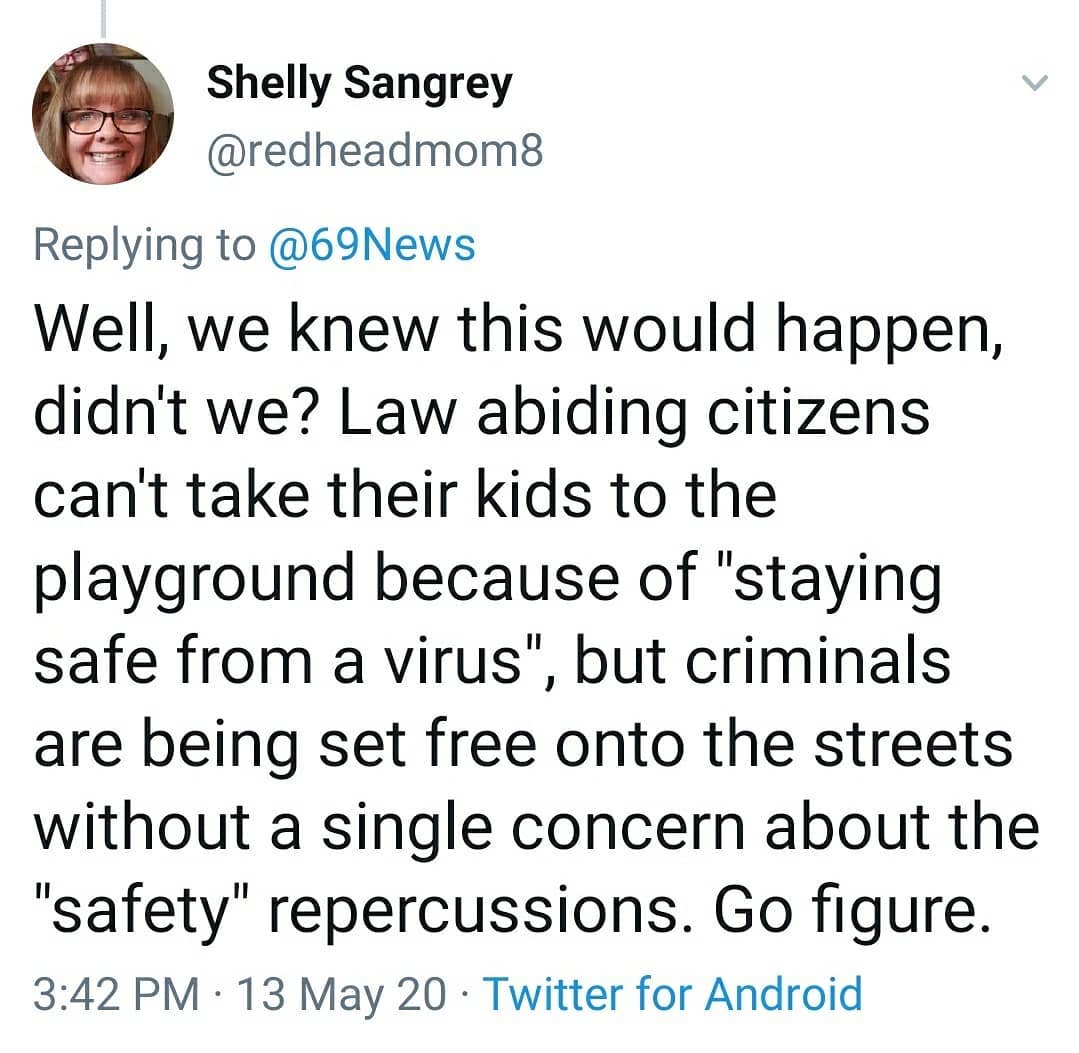 Shelly Sangrey
@redheadmom8
Replying to @69News
Well, we knew this would happen,
didn't we? Law abiding citizens
can't take their kids to the
playground because of "staying
safe from a virus", but criminals
are being set free onto the streets
without a single concern about the
"safety" repercussions. Go figure.
3:42 PM · 13 May 20 · Twitter for Android